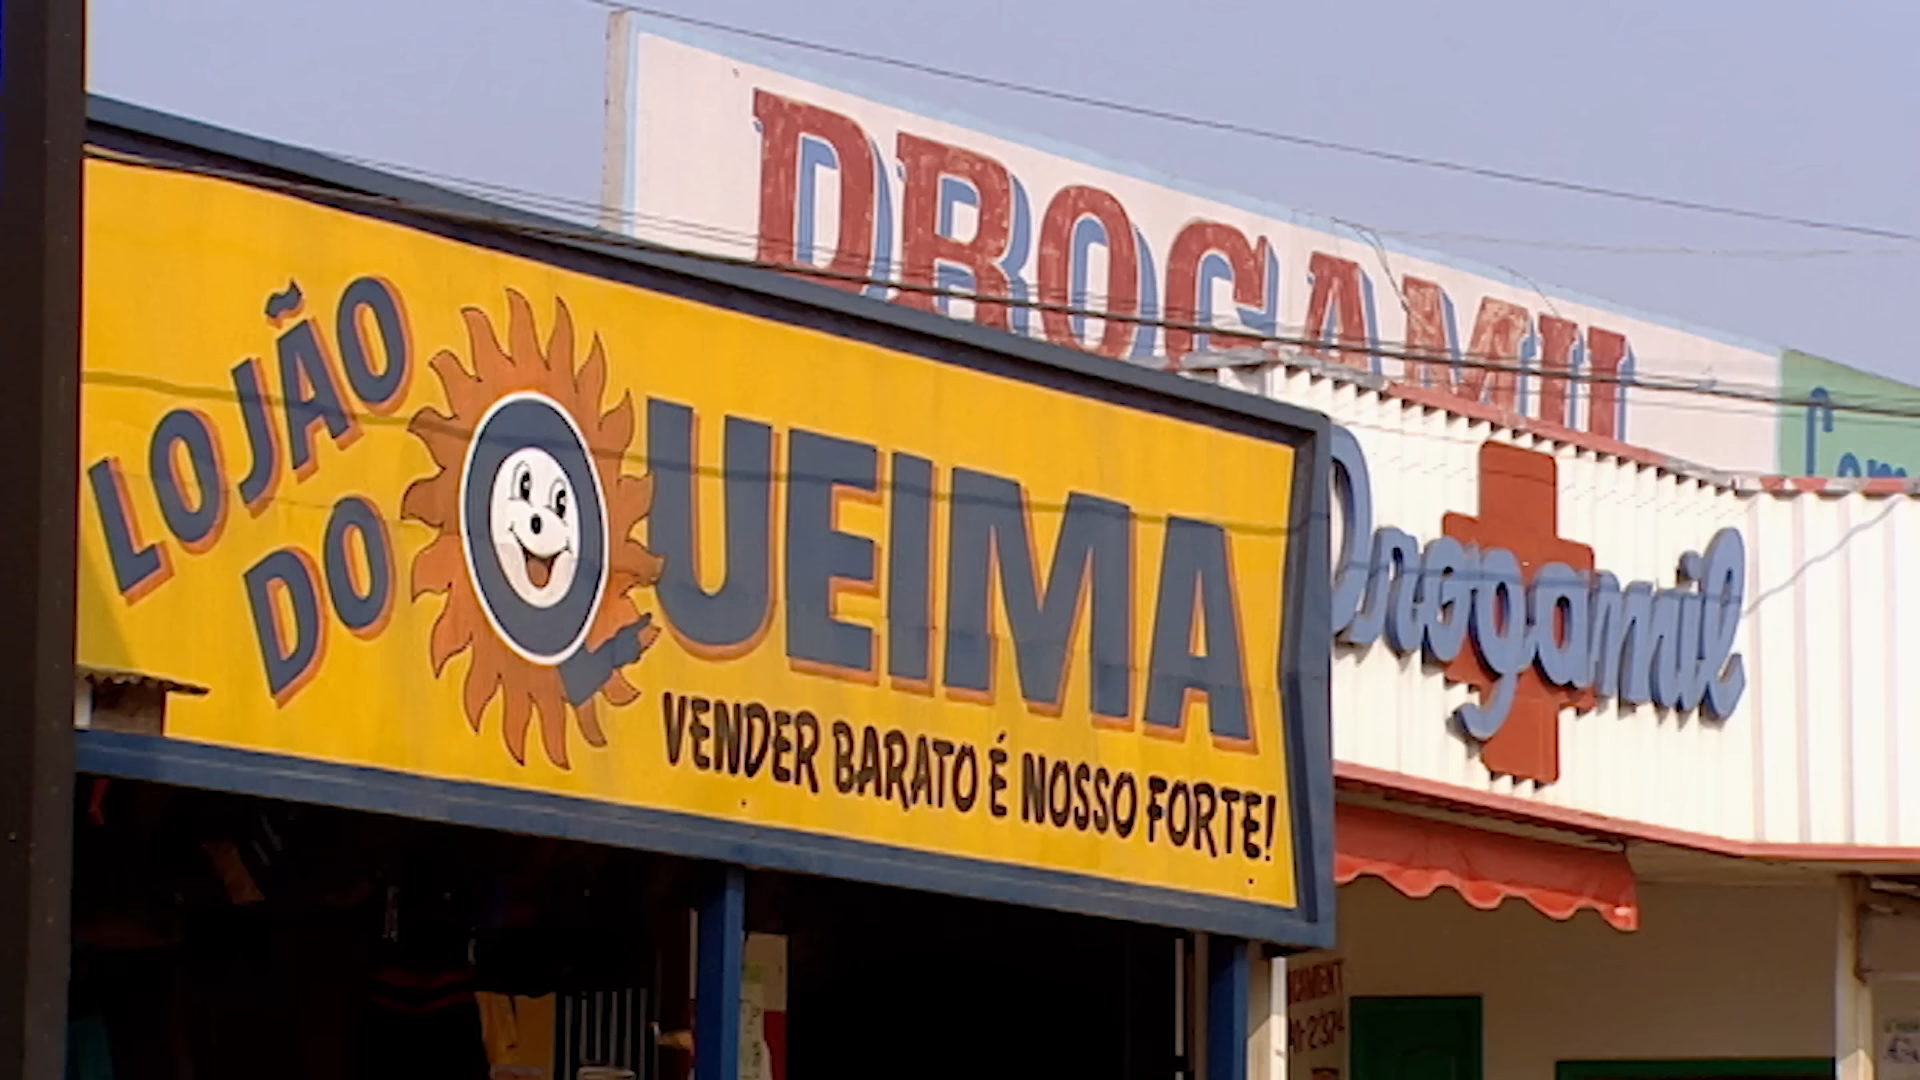 LOJÃO
DO QUEIMA
VENDER BARATO É NOSSO FORTE!
DROGAMIL
Drogamil